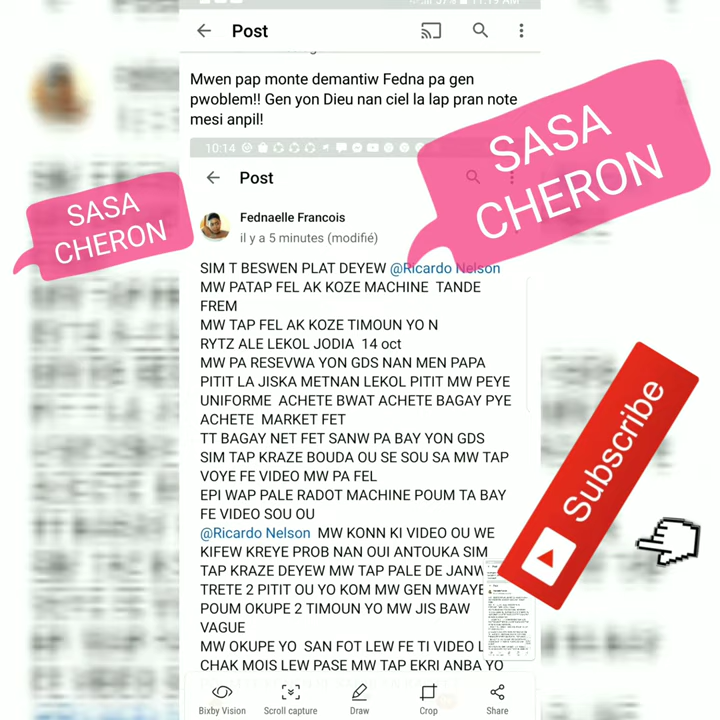 11:19 AM
Post
Mwen pap monte demantiw Fedna pa gen
pwoblem!! Gen yon Dieu nan ciel la lap pran note
mesi anpil!
10:14
Post
SASA
CHERON
SASA
CHERON
Fednaelle Francois
il y a 5 minutes (modifié)
SIM T BESWEN PLAT DEYEW @Ricardo Nelson
MW PATAP FEL AK KOZE MACHINE TANDE
FREM
MW TAP FEL AK KOZE TIMOUN YO N
RYTZ ALE LEKOL JODIA 14 oct
MW PA RESEVWA YON GDS NAN MEN PAPA
PITIT LA JISKA METNAN LEKOL PITIT MW PEYE
UNIFORME ACHETE BWAT ACHETE BAGAY PYE
ACHETE MARKET FET
TT BAGAY NET FET SANW PA BAY YON GDS
SIM TAP KRAZE BOUDA OU SE SOU SA MW TAP
VOYE FE VIDEO MW PA FEL
EPI WAP PALE RADOT MACHINE POUM TA BAY
FE VIDEO SOU OU
@Ricardo Nelson MW KONN KI VIDEO OU WE
KIFEW KREYE PROB NAN OUI ANTOUKA SIM
TAP KRAZE DEYEW MW TAP PALE DE JANW
TRETE 2 PITIT OU YO KOM MW GEN MWAYE
POUM OKUPE 2 TIMOUN YO MW JIS BAW
VAGUE
MW OKUPE YO SAN FOT LEW FE TI VIDEO L
CHAK MOIS LEW PASE MW TAP EKRI ANBA YO
Subscribe
Bixby Vision
Scroll capture
Draw
Crop
Share